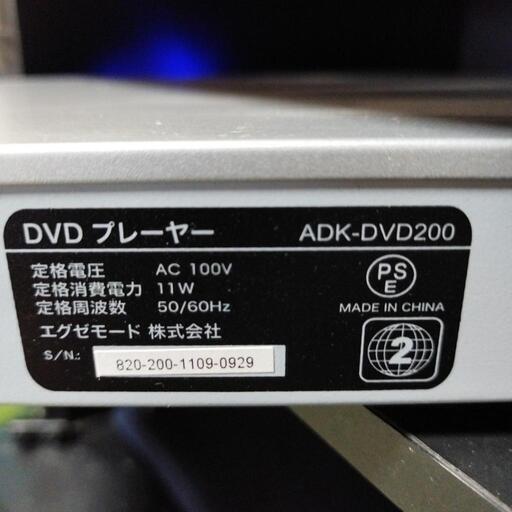 DVD プレーヤー ADK-DVD200
定格電圧 AC 100V
定格消費電力 11W
定格周波数 50/60Hz
エグゼモード 株式会社
S/N.: 820-200-1109-0929
PS
E
MADE IN CHINA
2